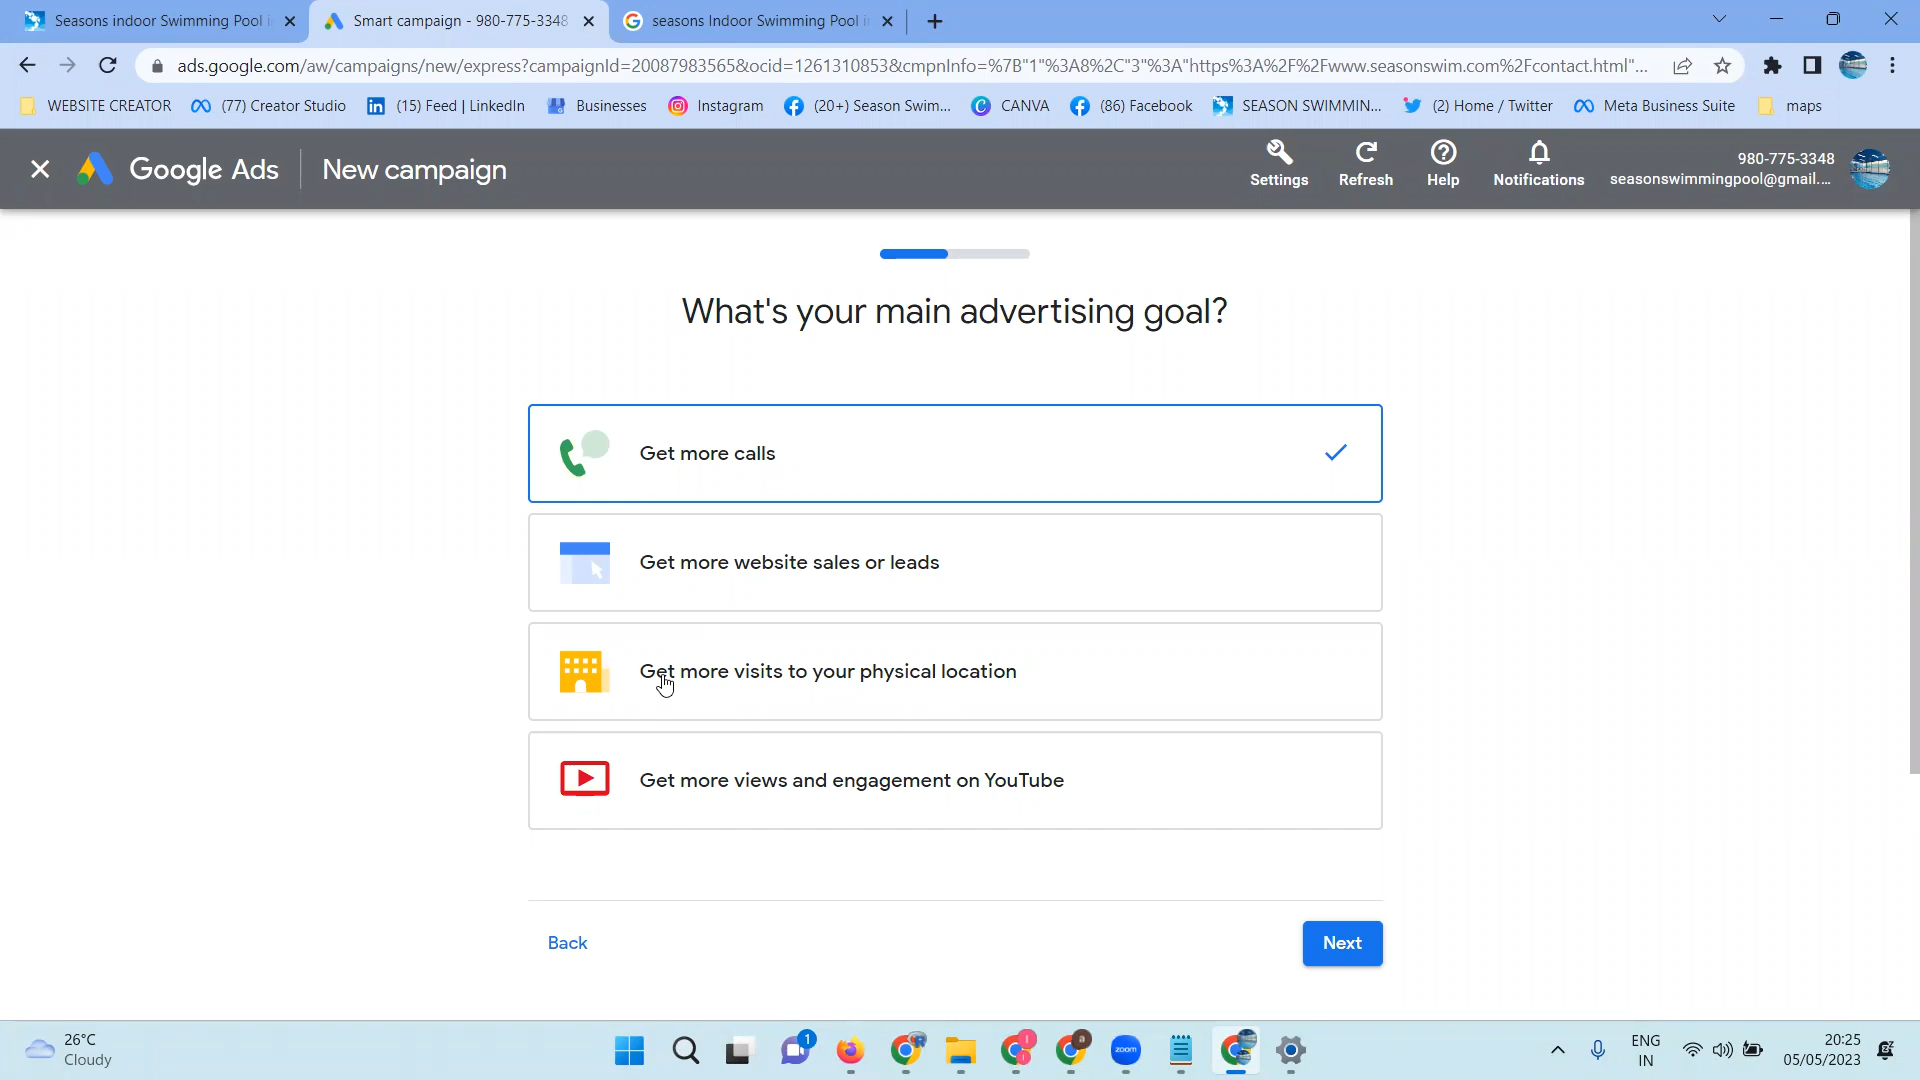 Seasons indoor Swimming Pool i
Smart campaign - 980-775-3348
seasons Indoor Swimming Pool i
ads.google.com/aw/campaigns/new/express?campaignId=20087983565&ocid=1261310853&cmpnInfo=%7B"1"%3A8%2C"3"%3A"https%3A%2F%2Fwww.seasonswim.com%2Fcontact.html"...
WEBSITE CREATOR
(77) Creator Studio
(15) Feed | LinkedIn
Businesses
Instagram
(20+) Season Swim...
CANVA
(86) Facebook
SEASON SWIMMIN...
(2) Home / Twitter
Meta Business Suite
maps
Google Ads
New campaign
Settings
Refresh
Help
Notifications
980-775-3348
seasonswimmingpool@gmail....
What's your main advertising goal?
Get more calls
Get more website sales or leads
Get more visits to your physical location
Get more views and engagement on YouTube
Back
Next
26°C
Cloudy
1
zoom
ENG
IN
20:25
05/05/2023